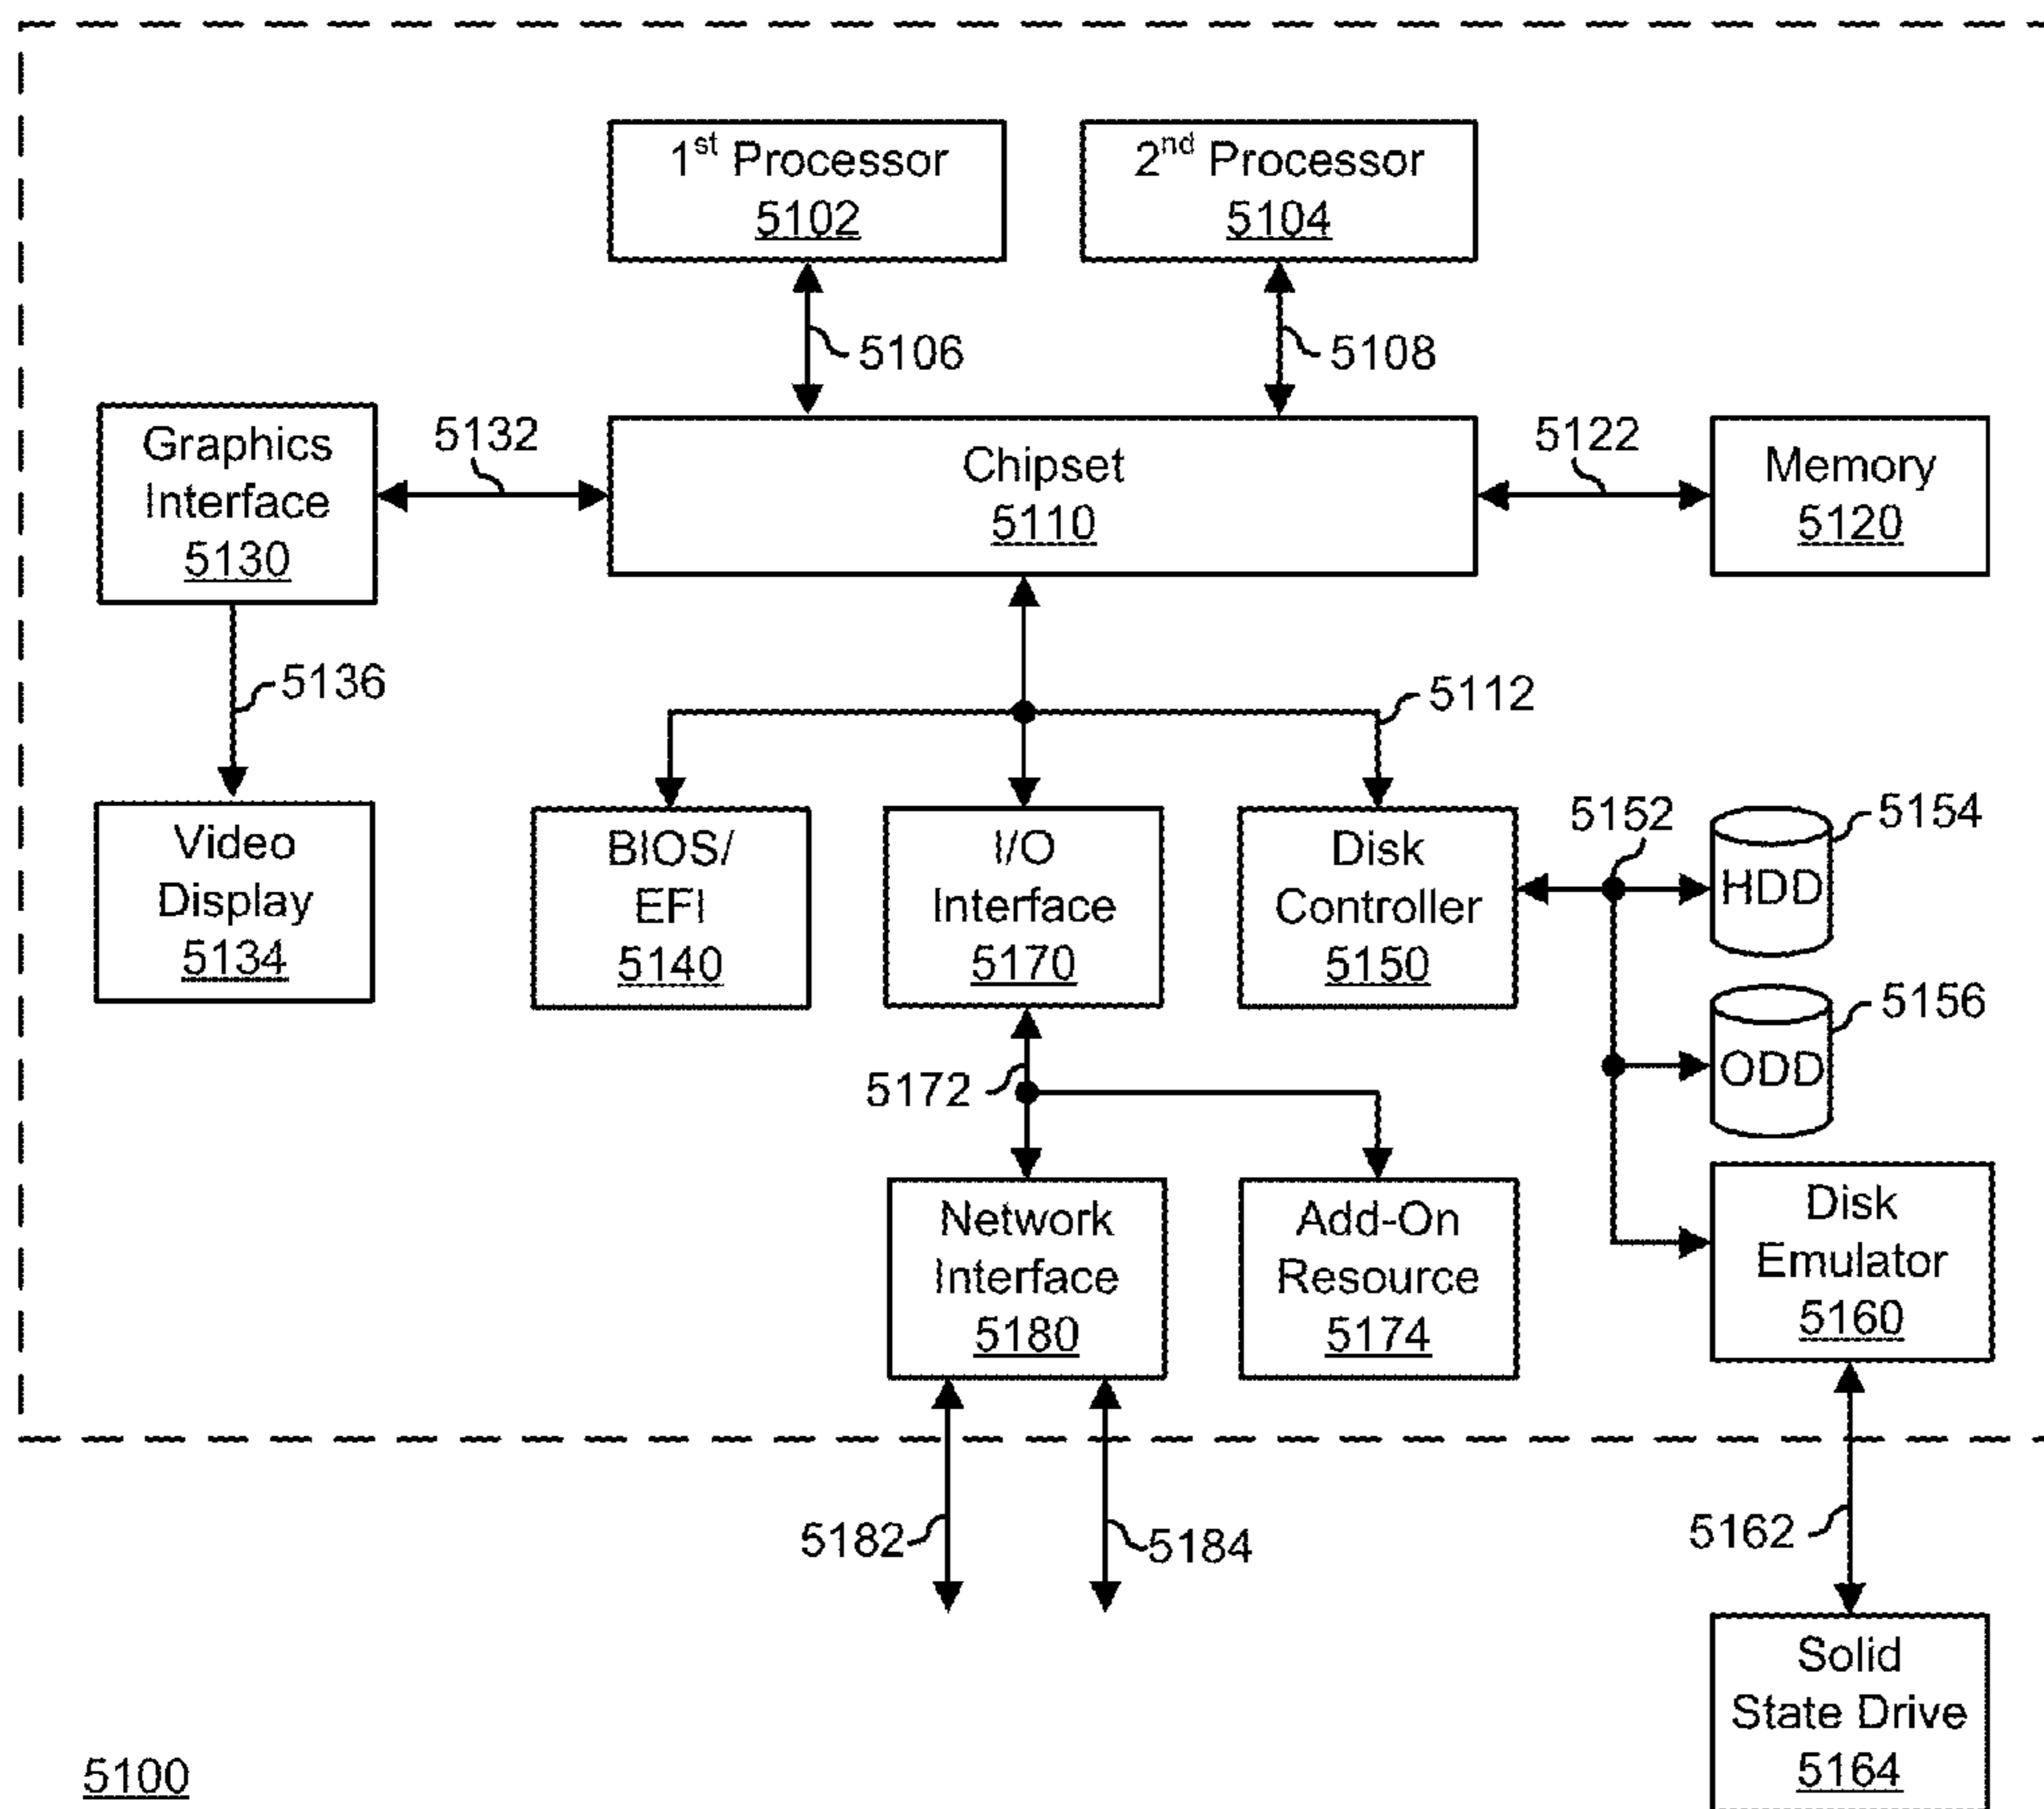 1st Processor
5102
2nd Processor
5104
5106
5108
Graphics
Interface
5130
5132
Chipset
5110
5122
Memory
5120
5136
5112
Video
Display
5134
BIOS/
EFI
5140
I/O
Interface
5170
Disk
Controller
5150
5152
HDD
5154
ODD
5156
5172
Network
Interface
5180
Add-On
Resource
5174
Disk
Emulator
5160
5182
5184
5162
Solid
State Drive
5164
5100